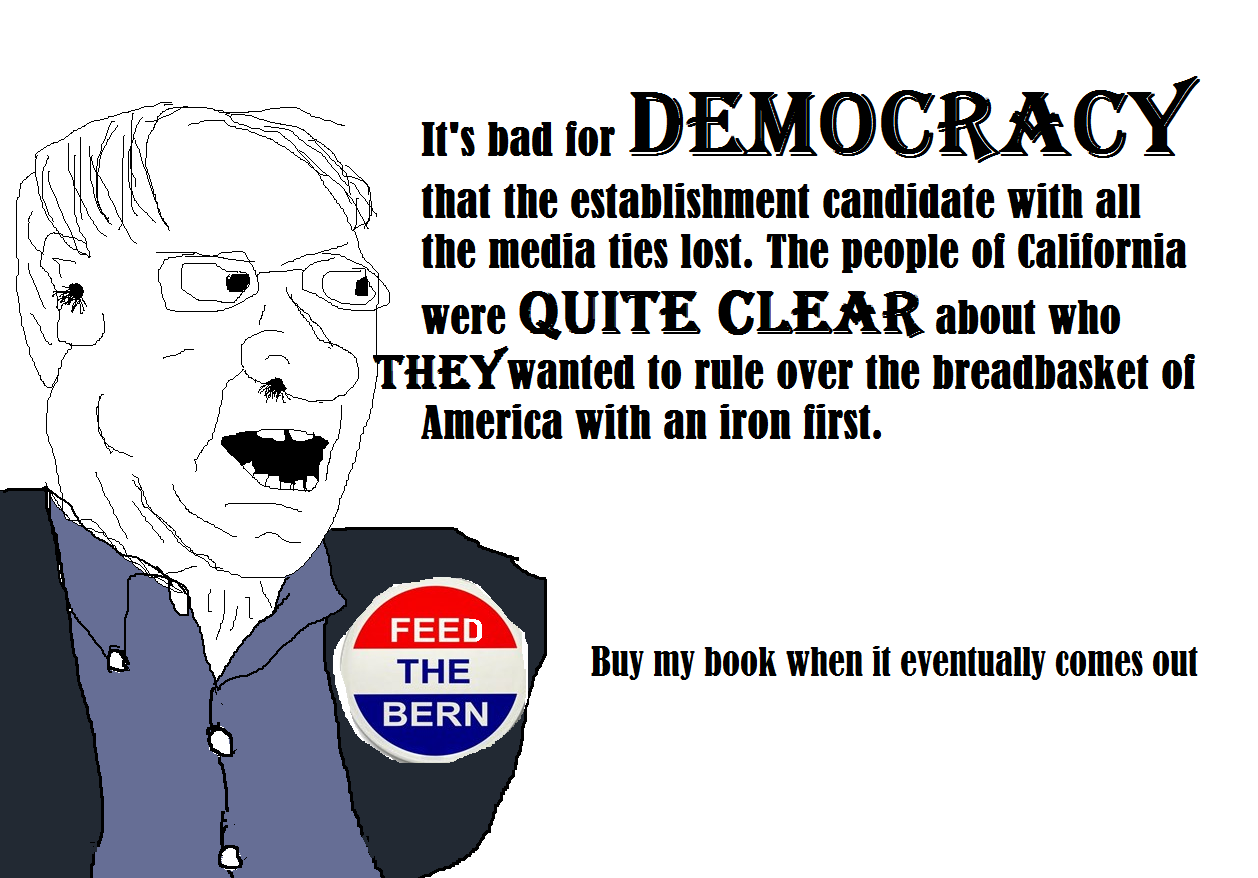 It's bad for DEMOCRACY
that the establishment candidate with all
the media ties lost. The people of California
were QUITE CLEAR about who
THEY wanted to rule over the breadbasket of
America with an iron first.
FEED
THE
BERN
Buy my book when it eventually comes out